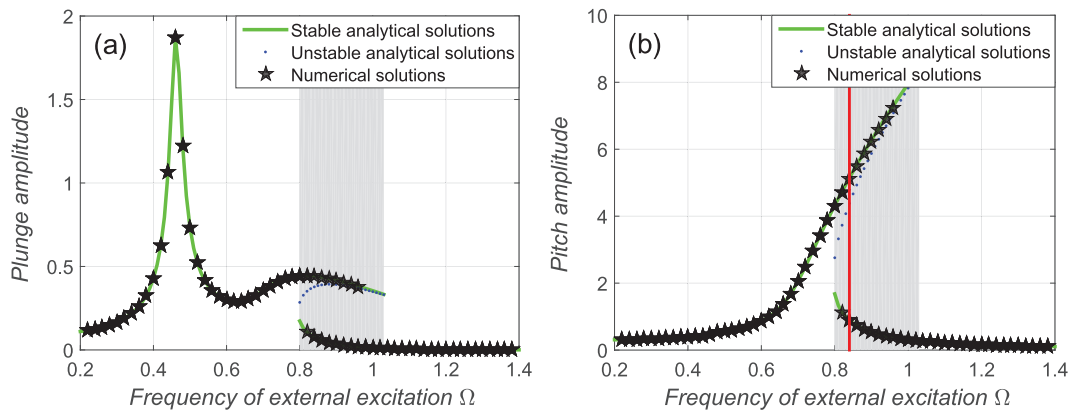 (a)
Stable analytical solutions
Unstable analytical solutions
Numerical solutions
Plunge amplitude
2
1.5
1
0.5
0
0.2
0.4
0.6
0.8
1
1.2
1.4
Frequency of external excitation Ω
(b)
Stable analytical solutions
Unstable analytical solutions
Numerical solutions
Pitch amplitude
10
8
6
4
2
0
0.2
0.4
0.6
0.8
1
1.2
1.4
Frequency of external excitation Ω